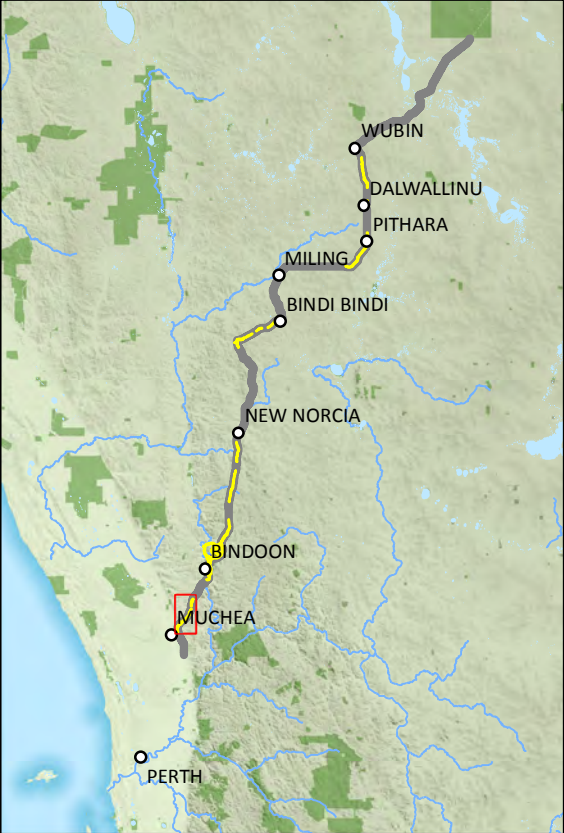 WUBIN
DALWALLINU
PITHARA
MILING
BINDI BINDI
NEW NORCIA
BINDOON
MUCHEA
PERTH